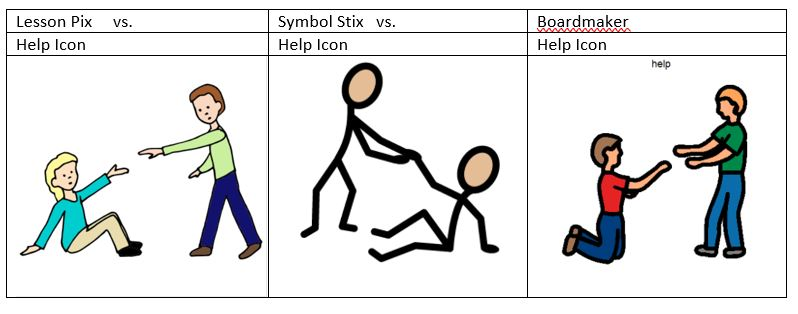 Lesson Pix vs. Symbol Stix vs. Boardmaker
Help Icon Help Icon Help Icon
help